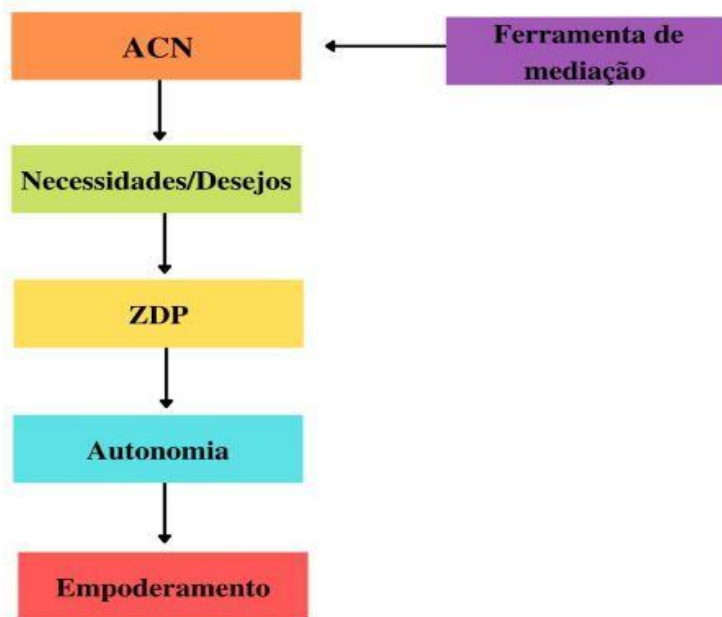 ACN
Ferramenta de
mediação
Necessidades/Desejos
ZDP
Autonomia
Empoderamento